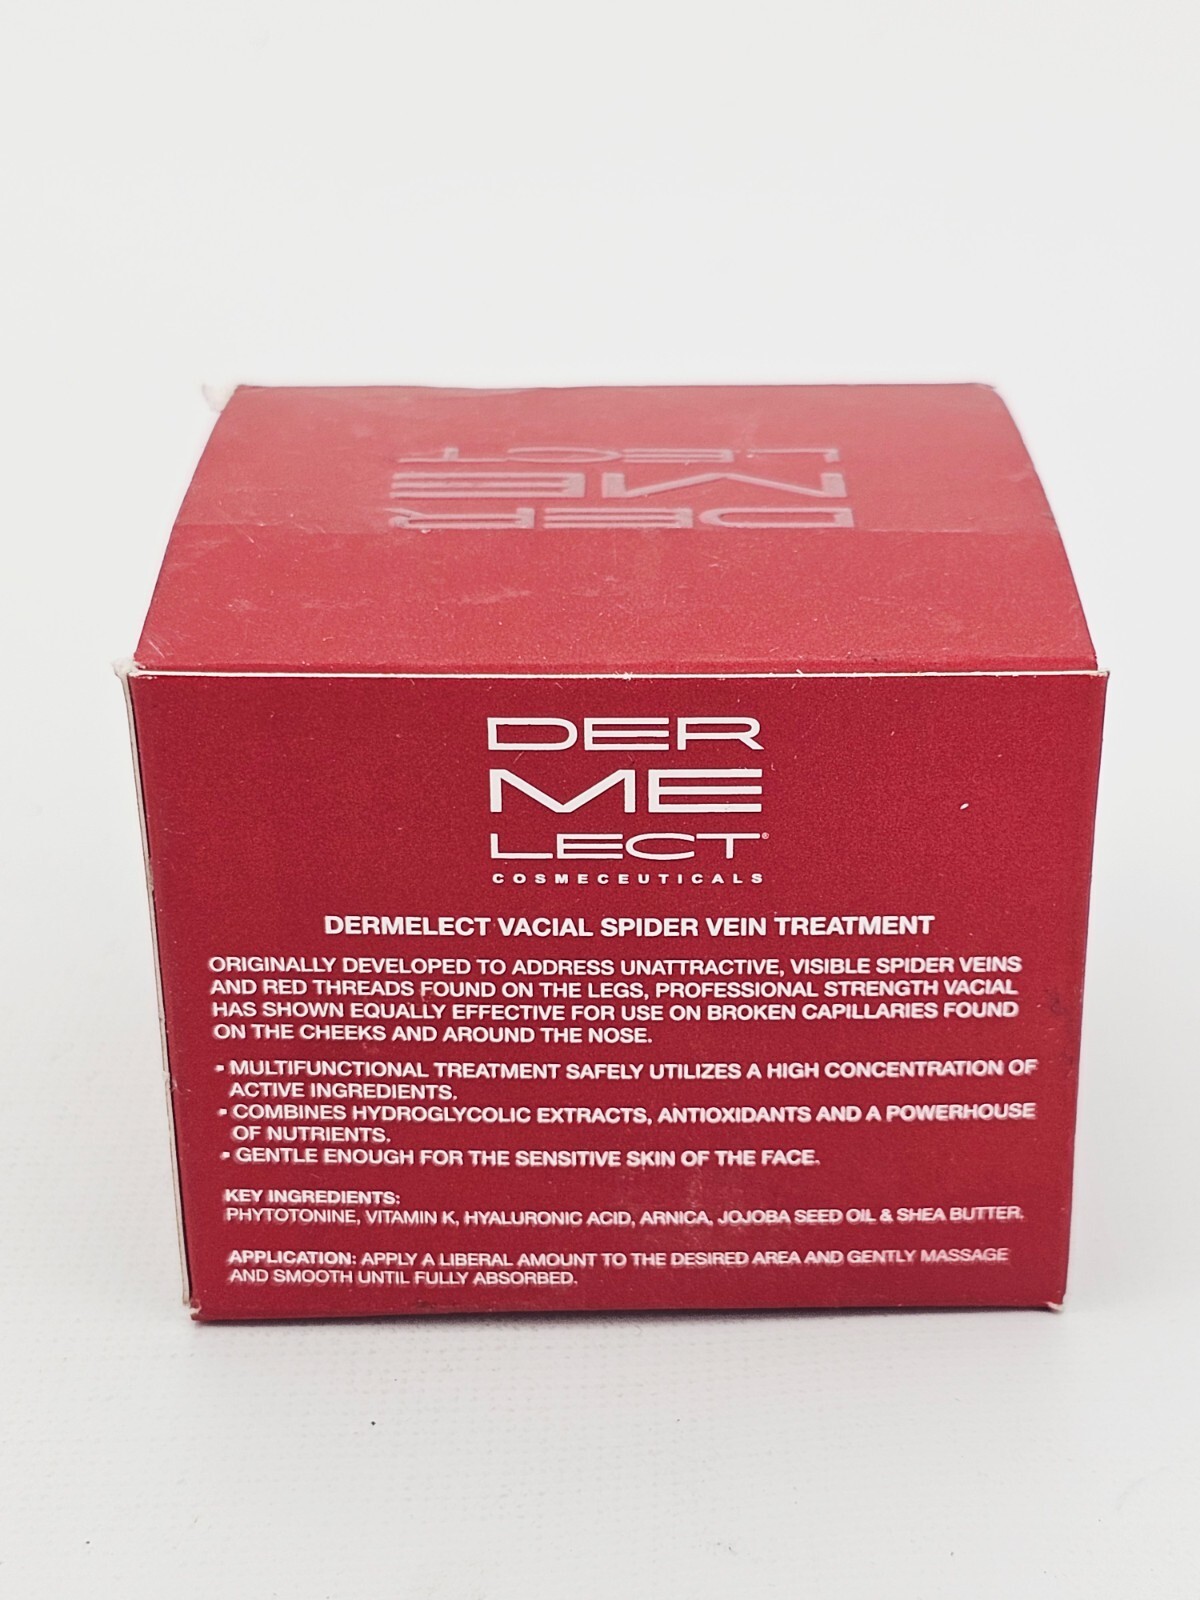 DER
ME
LECT
DER
ME
LECT®
COSMECEUTICALS
DERMELECT VACIAL SPIDER VEIN TREATMENT
ORIGINALLY DEVELOPED TO ADDRESS UNATTRACTIVE, VISIBLE SPIDER VEINS
AND RED THREADS FOUND ON THE LEGS, PROFESSIONAL STRENGTH VACIAL
HAS SHOWN EQUALLY EFFECTIVE FOR USE ON BROKEN CAPILLARIES FOUND
ON THE CHEEKS AND AROUND THE NOSE.
- MULTIFUNCTIONAL TREATMENT SAFELY UTILIZES A HIGH CONCENTRATION OF
ACTIVE INGREDIENTS.
- COMBINES HYDROGLYCOLIC EXTRACTS, ANTIOXIDANTS AND A POWERHOUSE
OF NUTRIENTS.
- GENTLE ENOUGH FOR THE SENSITIVE SKIN OF THE FACE.
KEY INGREDIENTS:
PHYTOTONINE, VITAMIN K, HYALURONIC ACID, ARNICA, JOJOBA SEED OIL & SHEA BUTTER.
APPLICATION: APPLY A LIBERAL AMOUNT TO THE DESIRED AREA AND GENTLY MASSAGE
AND SMOOTH UNTIL FULLY ABSORBED.